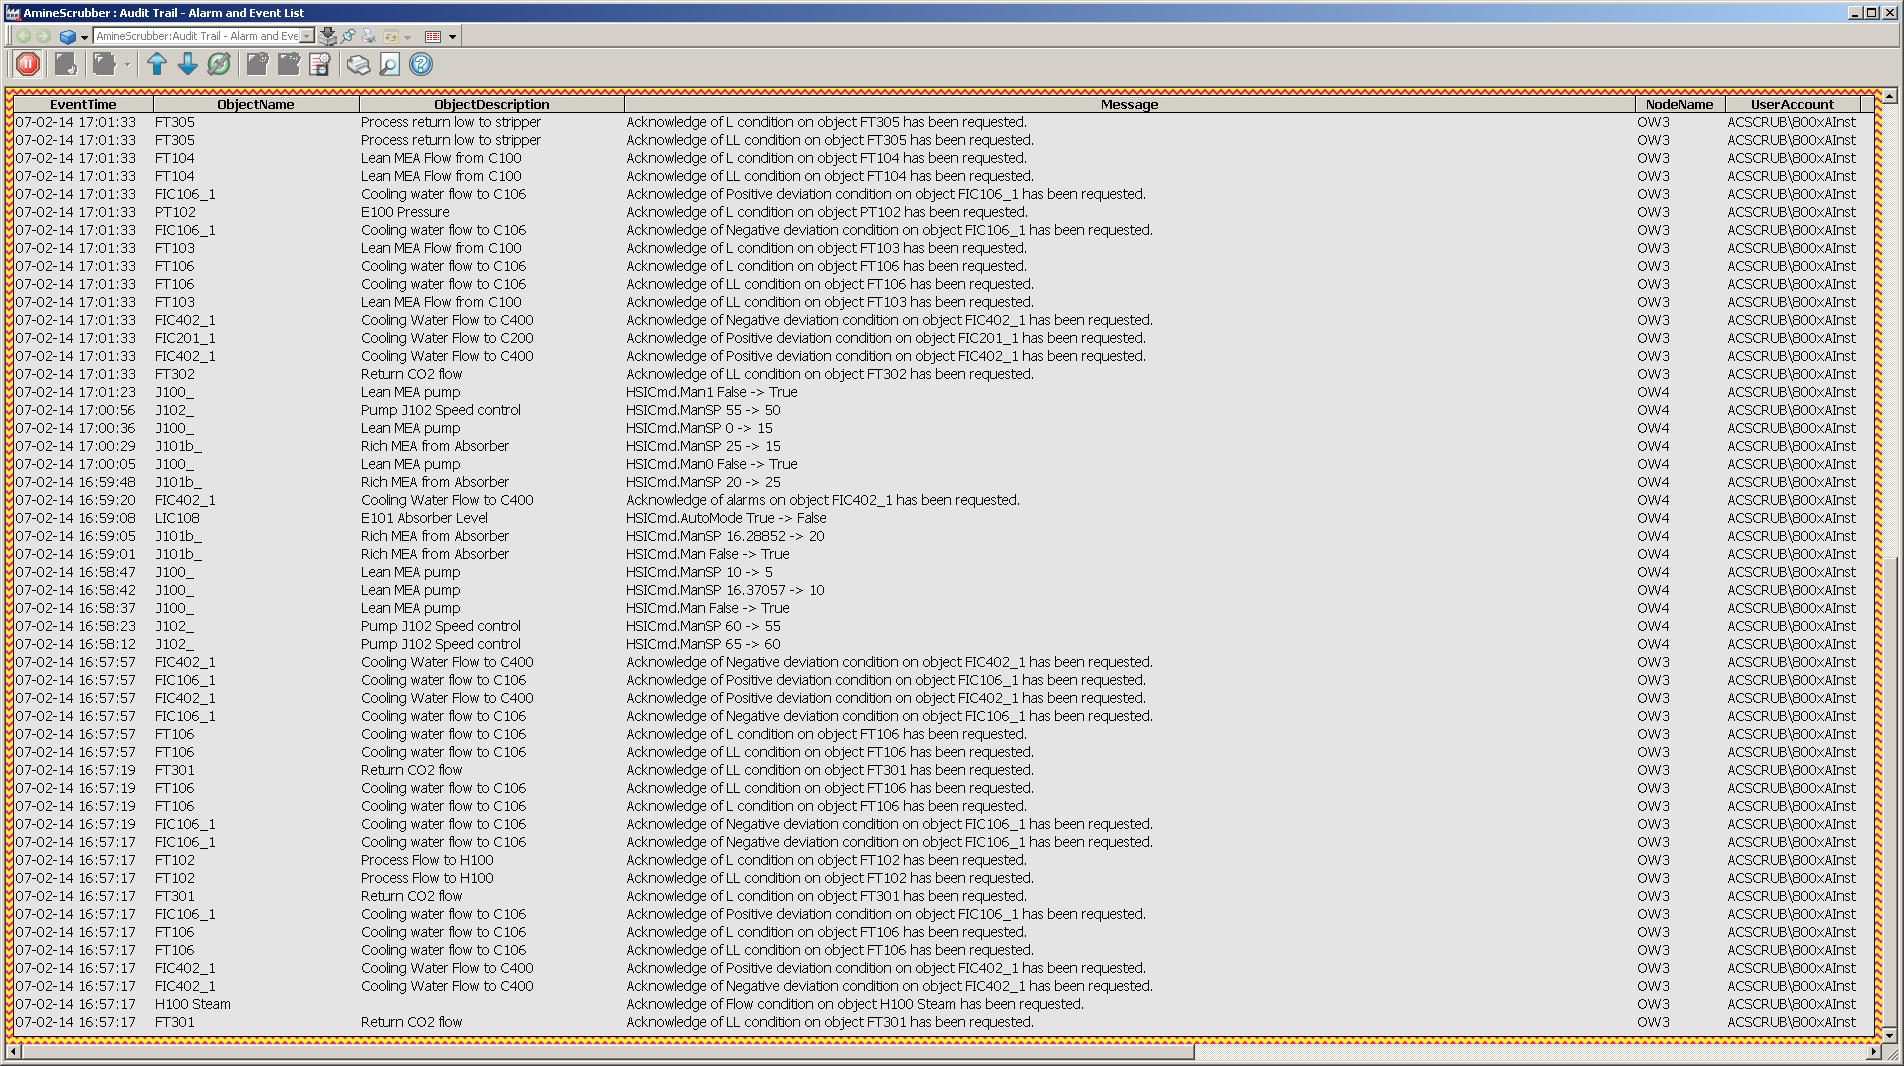 AmineScrubber : Audit Trail - Alarm and Event List
AmineScrubber:Audit Trail - Alarm and Eve
EventTime ObjectName ObjectDescription Message NodeName UserAccount
07-02-14 17:01:33 FT305 Process return low to stripper Acknowledge of L condition on object FT305 has been requested. OW3 ACSCRUB\800xAInst
07-02-14 17:01:33 FT305 Process return low to stripper Acknowledge of LL condition on object FT305 has been requested. OW3 ACSCRUB\800xAInst
07-02-14 17:01:33 FT104 Lean MEA Flow from C100 Acknowledge of L condition on object FT104 has been requested. OW3 ACSCRUB\800xAInst
07-02-14 17:01:33 FT104 Lean MEA Flow from C100 Acknowledge of LL condition on object FT104 has been requested. OW3 ACSCRUB\800xAInst
07-02-14 17:01:33 FIC106_1 Cooling water flow to C106 Acknowledge of Positive deviation condition on object FIC106_1 has been requested. OW3 ACSCRUB\800xAInst
07-02-14 17:01:33 PT102 E100 Pressure Acknowledge of L condition on object PT102 has been requested. OW3 ACSCRUB\800xAInst
07-02-14 17:01:33 FIC106_1 Cooling water flow to C106 Acknowledge of Negative deviation condition on object FIC106_1 has been requested. OW3 ACSCRUB\800xAInst
07-02-14 17:01:33 FT103 Lean MEA Flow from C100 Acknowledge of L condition on object FT103 has been requested. OW3 ACSCRUB\800xAInst
07-02-14 17:01:33 FT106 Cooling water flow to C106 Acknowledge of L condition on object FT106 has been requested. OW3 ACSCRUB\800xAInst
07-02-14 17:01:33 FT106 Cooling water flow to C106 Acknowledge of LL condition on object FT106 has been requested. OW3 ACSCRUB\800xAInst
07-02-14 17:01:33 FT103 Lean MEA Flow from C100 Acknowledge of LL condition on object FT103 has been requested. OW3 ACSCRUB\800xAInst
07-02-14 17:01:33 FIC402_1 Cooling Water Flow to C400 Acknowledge of Negative deviation condition on object FIC402_1 has been requested. OW3 ACSCRUB\800xAInst
07-02-14 17:01:33 FIC201_1 Cooling Water Flow to C200 Acknowledge of Positive deviation condition on object FIC201_1 has been requested. OW3 ACSCRUB\800xAInst
07-02-14 17:01:33 FIC402_1 Cooling Water Flow to C400 Acknowledge of Positive deviation condition on object FIC402_1 has been requested. OW3 ACSCRUB\800xAInst
07-02-14 17:01:33 FT302 Return CO2 flow Acknowledge of LL condition on object FT302 has been requested. OW3 ACSCRUB\800xAInst
07-02-14 17:01:23 J100_ Lean MEA pump HSICmd.Man1 False -> True OW4 ACSCRUB\800xAInst
07-02-14 17:00:56 J102_ Pump J102 Speed control HSICmd.ManSP 55 -> 50 OW4 ACSCRUB\800xAInst
07-02-14 17:00:36 J100_ Lean MEA pump HSICmd.ManSP 0 -> 15 OW4 ACSCRUB\800xAInst
07-02-14 17:00:29 J101b_ Rich MEA from Absorber HSICmd.ManSP 25 -> 15 OW4 ACSCRUB\800xAInst
07-02-14 17:00:05 J100_ Lean MEA pump HSICmd.Man0 False -> True OW4 ACSCRUB\800xAInst
07-02-14 16:59:48 J101b_ Rich MEA from Absorber HSICmd.ManSP 20 -> 25 OW4 ACSCRUB\800xAInst
07-02-14 16:59:20 FIC402_1 Cooling Water Flow to C400 Acknowledge of alarms on object FIC402_1 has been requested. OW4 ACSCRUB\800xAInst
07-02-14 16:59:08 LIC108 E101 Absorber Level HSICmd.AutoMode True -> False OW4 ACSCRUB\800xAInst
07-02-14 16:59:05 J101b_ Rich MEA from Absorber HSICmd.ManSP 16.28852 -> 20 OW4 ACSCRUB\800xAInst
07-02-14 16:59:01 J101b_ Rich MEA from Absorber HSICmd.Man False -> True OW4 ACSCRUB\800xAInst
07-02-14 16:58:47 J100_ Lean MEA pump HSICmd.ManSP 10 -> 5 OW4 ACSCRUB\800xAInst
07-02-14 16:58:42 J100_ Lean MEA pump HSICmd.ManSP 16.37057 -> 10 OW4 ACSCRUB\800xAInst
07-02-14 16:58:37 J100_ Lean MEA pump HSICmd.Man False -> True OW4 ACSCRUB\800xAInst
07-02-14 16:58:23 J102_ Pump J102 Speed control HSICmd.ManSP 60 -> 55 OW4 ACSCRUB\800xAInst
07-02-14 16:58:12 J102_ Pump J102 Speed control HSICmd.ManSP 65 -> 60 OW4 ACSCRUB\800xAInst
07-02-14 16:57:57 FIC402_1 Cooling Water Flow to C400 Acknowledge of Negative deviation condition on object FIC402_1 has been requested. OW3 ACSCRUB\800xAInst
07-02-14 16:57:57 FIC106_1 Cooling water flow to C106 Acknowledge of Positive deviation condition on object FIC106_1 has been requested. OW3 ACSCRUB\800xAInst
07-02-14 16:57:57 FIC402_1 Cooling Water Flow to C400 Acknowledge of Positive deviation condition on object FIC402_1 has been requested. OW3 ACSCRUB\800xAInst
07-02-14 16:57:57 FIC106_1 Cooling water flow to C106 Acknowledge of Negative deviation condition on object FIC106_1 has been requested. OW3 ACSCRUB\800xAInst
07-02-14 16:57:57 FT106 Cooling water flow to C106 Acknowledge of L condition on object FT106 has been requested. OW3 ACSCRUB\800xAInst
07-02-14 16:57:57 FT106 Cooling water flow to C106 Acknowledge of LL condition on object FT106 has been requested. OW3 ACSCRUB\800xAInst
07-02-14 16:57:19 FT301 Return CO2 flow Acknowledge of LL condition on object FT301 has been requested. OW3 ACSCRUB\800xAInst
07-02-14 16:57:19 FT106 Cooling water flow to C106 Acknowledge of LL condition on object FT106 has been requested. OW3 ACSCRUB\800xAInst
07-02-14 16:57:19 FT106 Cooling water flow to C106 Acknowledge of L condition on object FT106 has been requested. OW3 ACSCRUB\800xAInst
07-02-14 16:57:19 FIC106_1 Cooling water flow to C106 Acknowledge of Negative deviation condition on object FIC106_1 has been requested. OW3 ACSCRUB\800xAInst
07-02-14 16:57:17 FIC106_1 Cooling water flow to C106 Acknowledge of Negative deviation condition on object FIC106_1 has been requested. OW3 ACSCRUB\800xAInst
07-02-14 16:57:17 FT102 Process Flow to H100 Acknowledge of L condition on object FT102 has been requested. OW3 ACSCRUB\800xAInst
07-02-14 16:57:17 FT102 Process Flow to H100 Acknowledge of LL condition on object FT102 has been requested. OW3 ACSCRUB\800xAInst
07-02-14 16:57:17 FT301 Return CO2 flow Acknowledge of L condition on object FT301 has been requested. OW3 ACSCRUB\800xAInst
07-02-14 16:57:17 FIC106_1 Cooling water flow to C106 Acknowledge of Positive deviation condition on object FIC106_1 has been requested. OW3 ACSCRUB\800xAInst
07-02-14 16:57:17 FT106 Cooling water flow to C106 Acknowledge of L condition on object FT106 has been requested. OW3 ACSCRUB\800xAInst
07-02-14 16:57:17 FT106 Cooling water flow to C106 Acknowledge of LL condition on object FT106 has been requested. OW3 ACSCRUB\800xAInst
07-02-14 16:57:17 FIC402_1 Cooling Water Flow to C400 Acknowledge of Positive deviation condition on object FIC402_1 has been requested. OW3 ACSCRUB\800xAInst
07-02-14 16:57:17 FIC402_1 Cooling Water Flow to C400 Acknowledge of Negative deviation condition on object FIC402_1 has been requested. OW3 ACSCRUB\800xAInst
07-02-14 16:57:17 H100 Steam Acknowledge of Flow condition on object H100 Steam has been requested. OW3 ACSCRUB\800xAInst
07-02-14 16:57:17 FT301 Return CO2 flow Acknowledge of LL condition on object FT301 has been requested. OW3 ACSCRUB\800xAInst